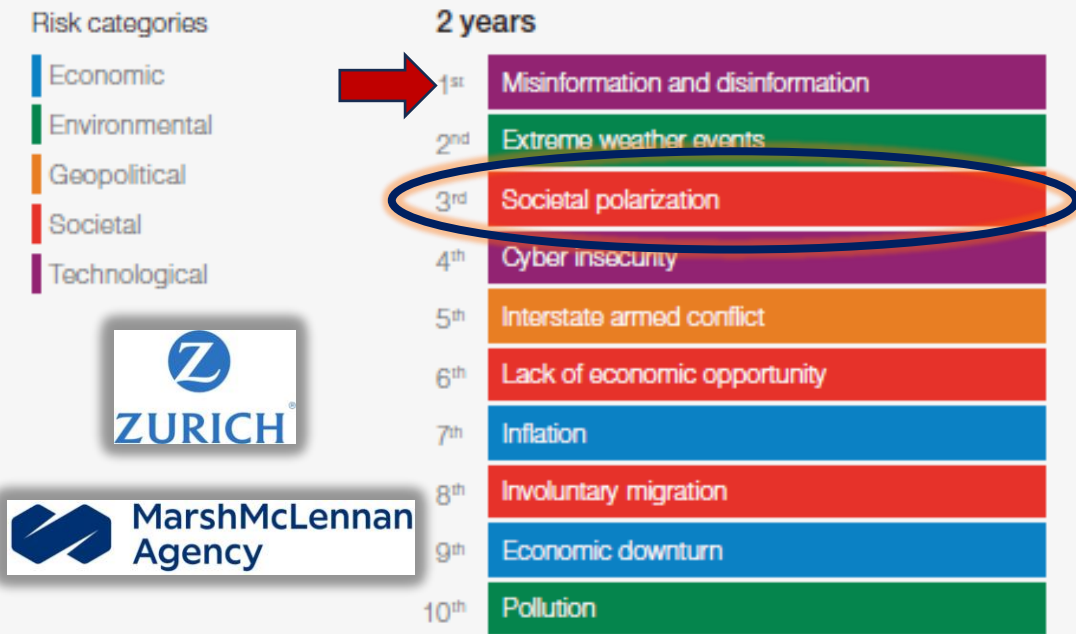 Risk categories
Economic
Environmental
Geopolitical
Societal
Technological
Z
ZURICH®
MarshMcLennan
Agency
2 years
1st Misinformation and disinformation
2nd Extreme weather events
3rd Societal polarization
4th Cyber insecurity
5th Interstate armed conflict
6th Lack of economic opportunity
7th Inflation
8th Involuntary migration
9th Economic downturn
10th Pollution